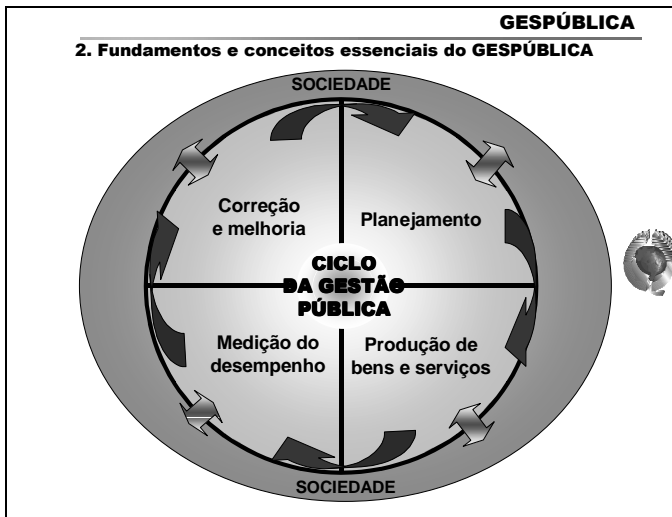 GESPÚBLICA
2. Fundamentos e conceitos essenciais do GESPÚBLICA
SOCIEDADE
Correção
e melhoria
Planejamento
CICLO
DA GESTÃO
PÚBLICA
Medição do
desempenho
Produção de
bens e serviços
SOCIEDADE